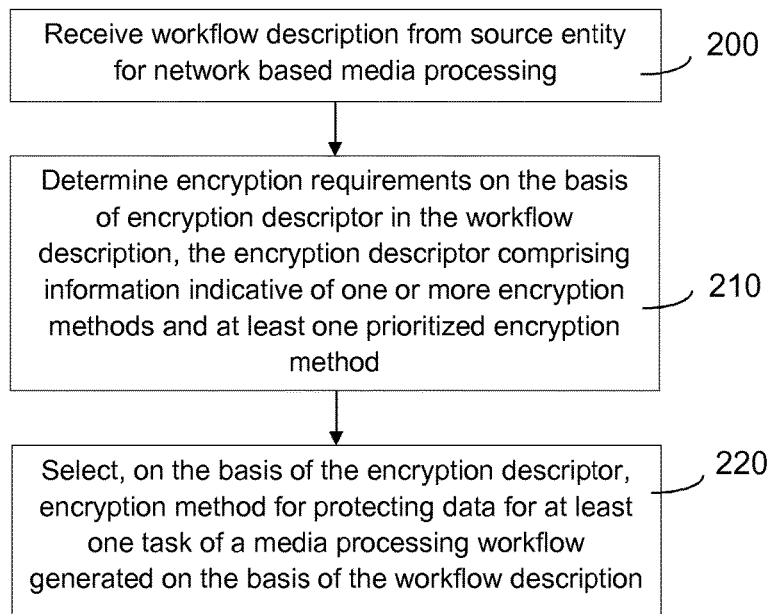 Receive workflow description from source entity
for network based media processing
200
Determine encryption requirements on the basis
of encryption descriptor in the workflow
description, the encryption descriptor comprising
information indicative of one or more encryption
methods and at least one prioritized encryption
method
210
Select, on the basis of the encryption descriptor,
encryption method for protecting data for at least
one task of a media processing workflow
generated on the basis of the workflow description
220